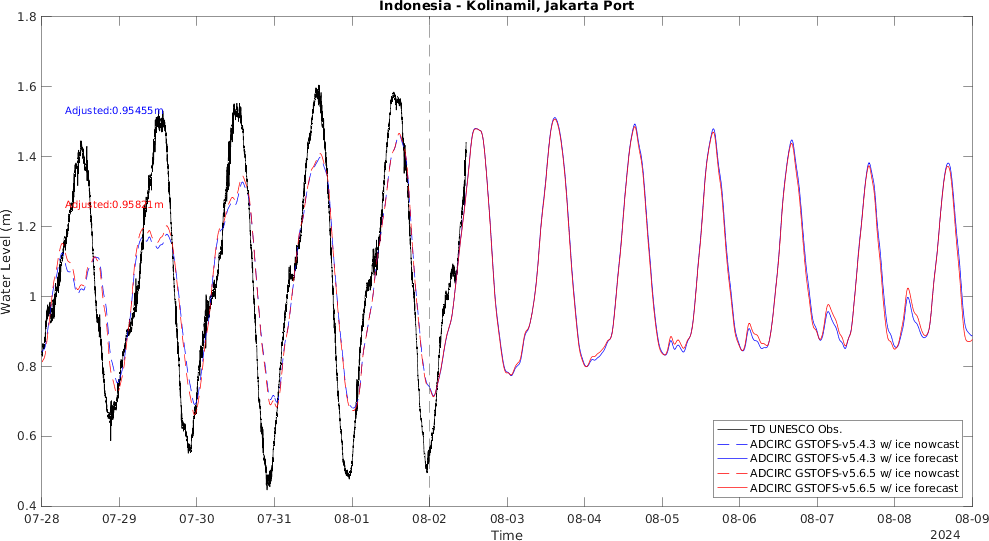 Indonesia - Kolinamil, Jakarta Port
Water Level (m)
1.8
1.6
1.4
1.2
1
0.8
0.6
0.4
Adjusted:0.95455m
Adjusted:0.95821m
TD UNESCO Obs.
ADCIRC GSTOFS-v5.4.3 w/ ice nowcast
ADCIRC GSTOFS-v5.4.3 w/ ice forecast
ADCIRC GSTOFS-v5.6.5 w/ ice nowcast
ADCIRC GSTOFS-v5.6.5 w/ ice forecast
07-28 07-29 07-30 07-31 08-01 08-02 08-03 08-04 08-05 08-06 08-07 08-08 08-09
Time
2024